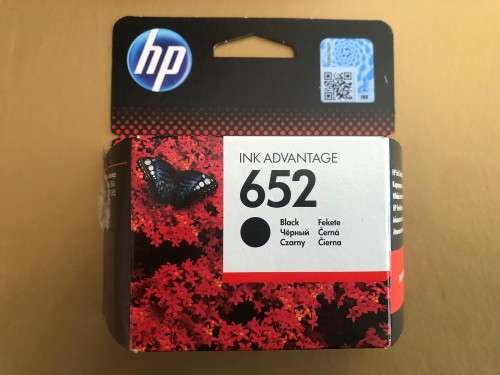 hp
INK ADVANTAGE
652
Black Fekete
Чёрный Černá
Czarny Čierna